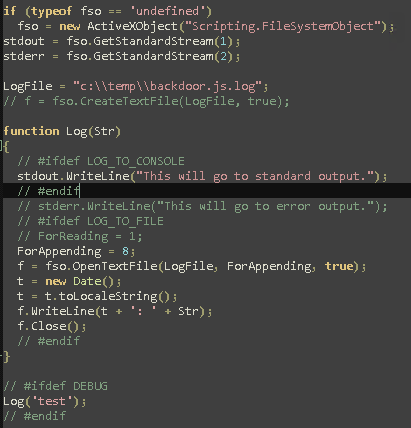 if (typeof fso == 'undefined')
fso = new ActiveXObject("Scripting.FileSystemObject");
stdout = fso.GetStandardStream(1);
stderr = fso.GetStandardStream(2);
LogFile = "c:\\temp\\backdoor.js.log";
// f = fso.CreateTextFile(LogFile, true);
function Log(Str)
{
// #ifdef LOG_TO_CONSOLE
stdout.WriteLine("This will go to standard output.");
// #endif
// stderr.WriteLine("This will go to error output.");
// #ifdef LOG_TO_FILE
// ForReading = 1;
ForAppending = 8;
f = fso.OpenTextFile(LogFile, ForAppending, true);
t = new Date();
t = t.toLocaleString();
f.WriteLine(t + ': ' + Str);
f.Close();
// #endif
}
// #ifdef DEBUG
Log('test');
// #endif